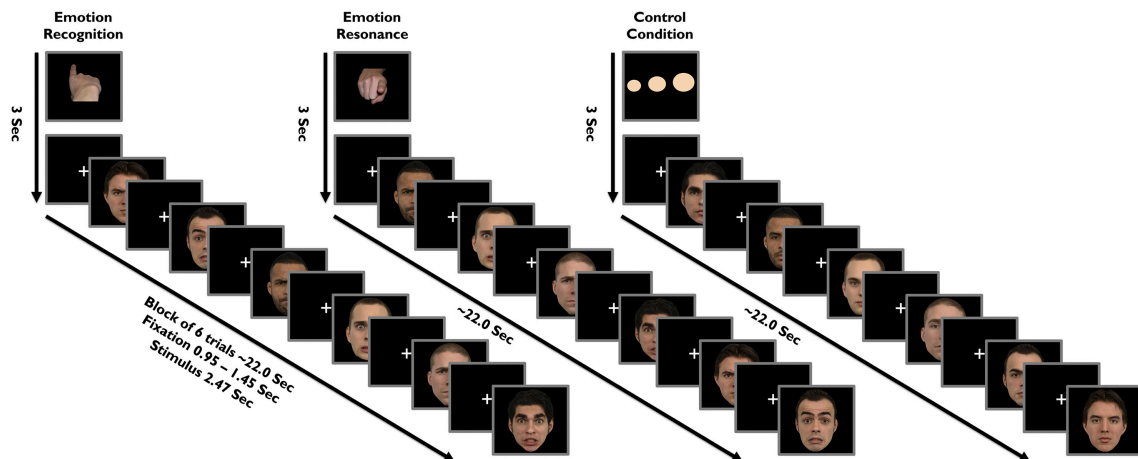 Emotion
Recognition
Emotion
Resonance
Control
Condition
3 Sec
3 Sec
3 Sec
Block of 6 trials ~22.0 Sec
Fixation 0.95 – 1.45 Sec
Stimulus 2.47 Sec
~22.0 Sec
~22.0 Sec